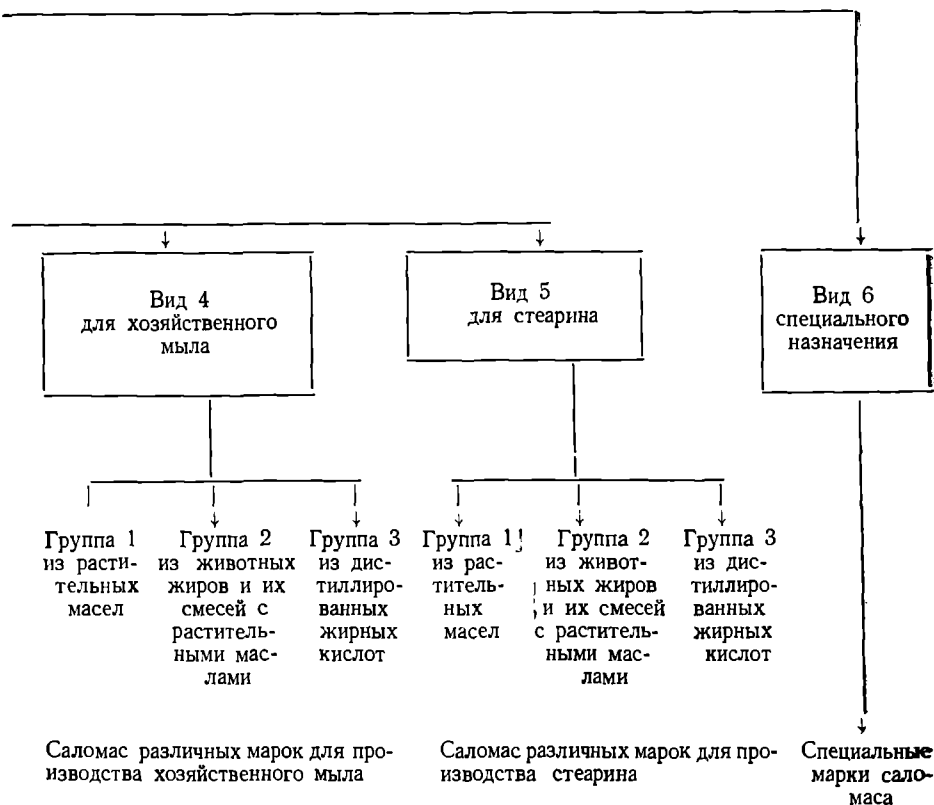 Вид 4
для хозяйственного
мыла
Вид 5
для стеарина
Вид 6
специального
назначения
Группа 1
из расти-
тельных
масел
Группа 2
из животных
жиров и их
смесей с
раститель-
ными мас-
лами
Группа 3
из дис-
тиллиро-
ванных
жирных
кислот
Группа 1
из рас-
титель-
ных
масел
Группа 2
из живот-
ных жиров
и их смесей
с раститель-
ными мас-
лами
Группа 3
из дис-
тиллиро-
ванных
жирных
кислот
Саломас различных марок для про-
изводства хозяйственного мыла
Саломас различных марок для про-
изводства стеарина
Специальные
марки сало-
маса